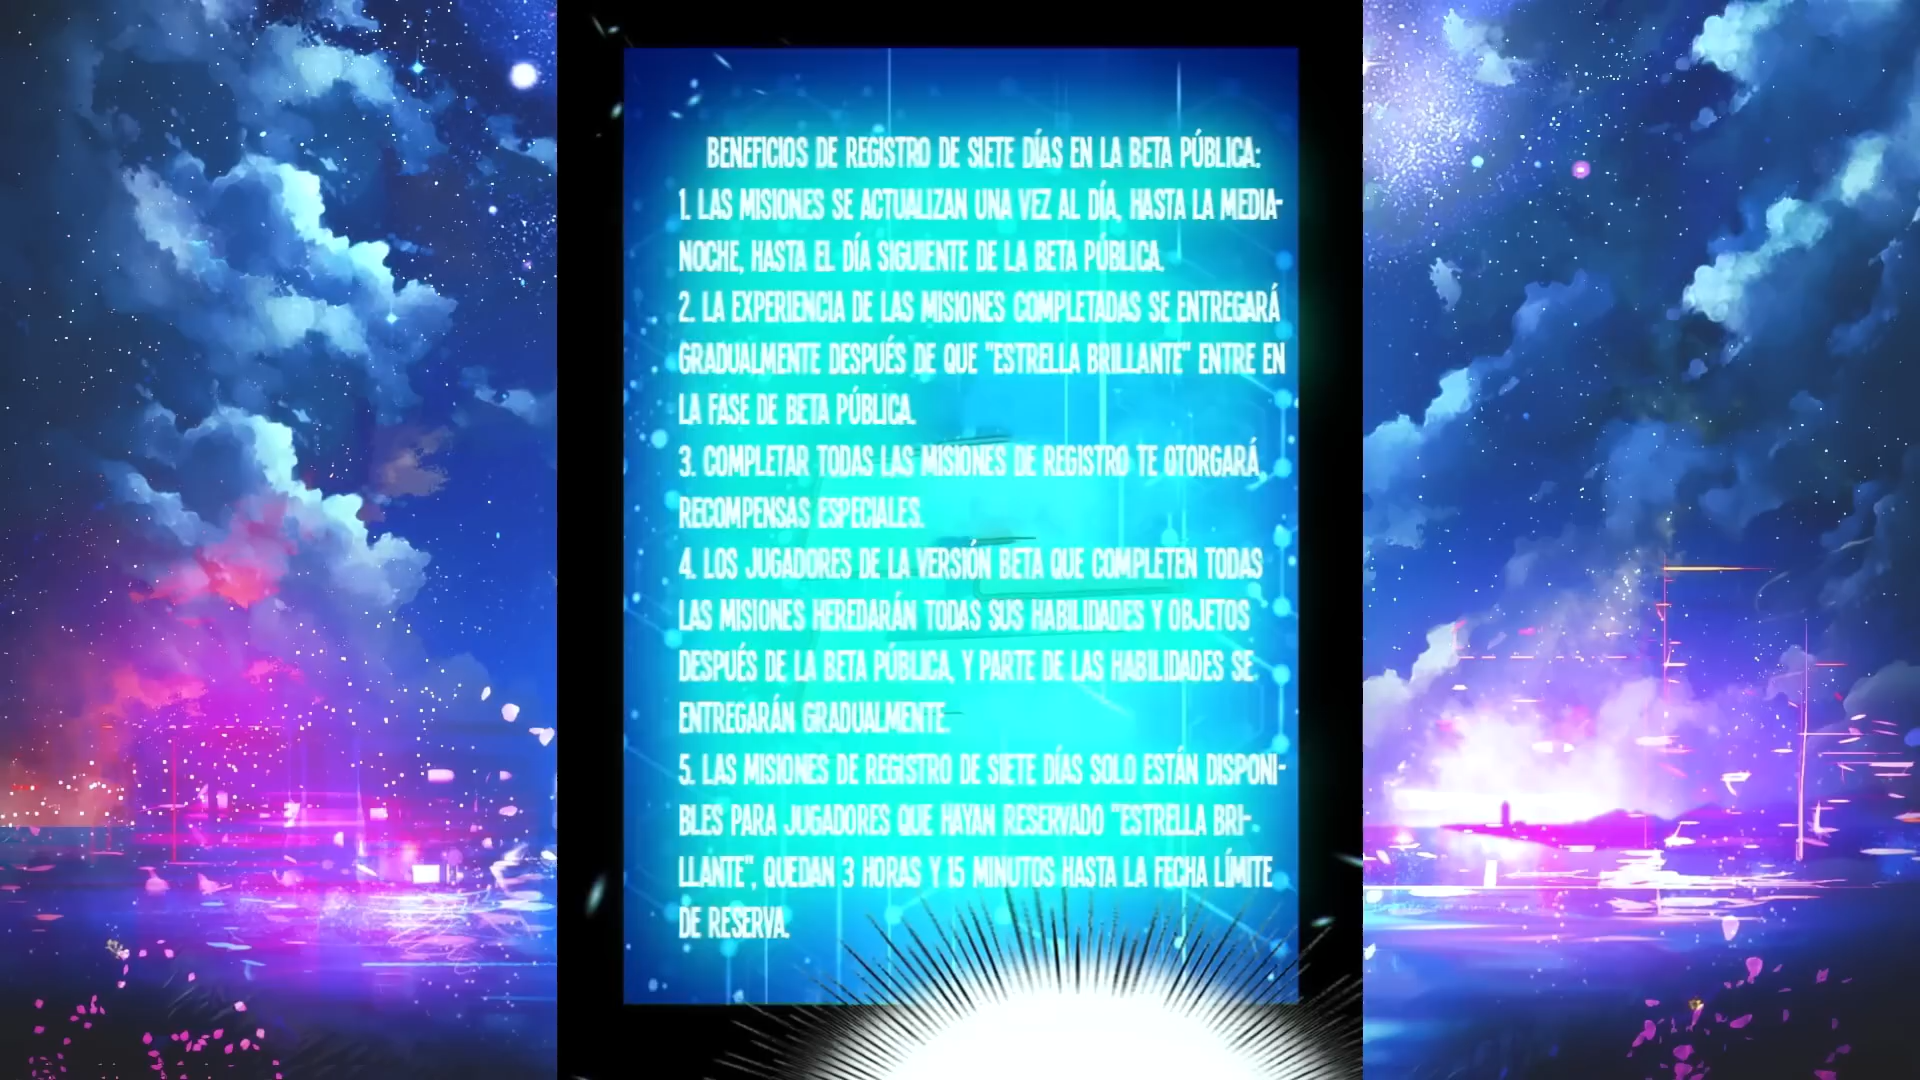 BENEFICIOS DE REGISTRO DE SIETE DÍAS EN LA BETA PÚBLICA:
1. LAS MISIONES SE ACTUALIZAN UNA VEZ AL DÍA, HASTA LA MEDIA-
NOCHE, HASTA EL DÍA SIGUIENTE DE LA BETA PÚBLICA.
2. LA EXPERIENCIA DE LAS MISIONES COMPLETADAS SE ENTREGARÁ
GRADUALMENTE DESPUÉS DE QUE "ESTRELLA BRILLANTE" ENTRE EN
LA FASE DE BETA PÚBLICA.
3. COMPLETAR TODAS LAS MISIONES DE REGISTRO TE OTORGARÁ
RECOMPENSAS ESPECIALES.
4. LOS JUGADORES DE LA VERSIÓN BETA QUE COMPLETEN TODAS
LAS MISIONES HEREDARÁN TODAS SUS HABILIDADES Y OBJETOS
DESPUÉS DE LA BETA PÚBLICA, Y PARTE DE LAS HABILIDADES SE
ENTREGARÁN GRADUALMENTE.
5. LAS MISIONES DE REGISTRO DE SIETE DÍAS SOLO ESTÁN DISPONI-
BLES PARA JUGADORES QUE HAYAN RESERVADO "ESTRELLA BRI-
LLANTE", QUEDAN 3 HORAS Y 15 MINUTOS HASTA LA FECHA LÍMITE
DE RESERVA.